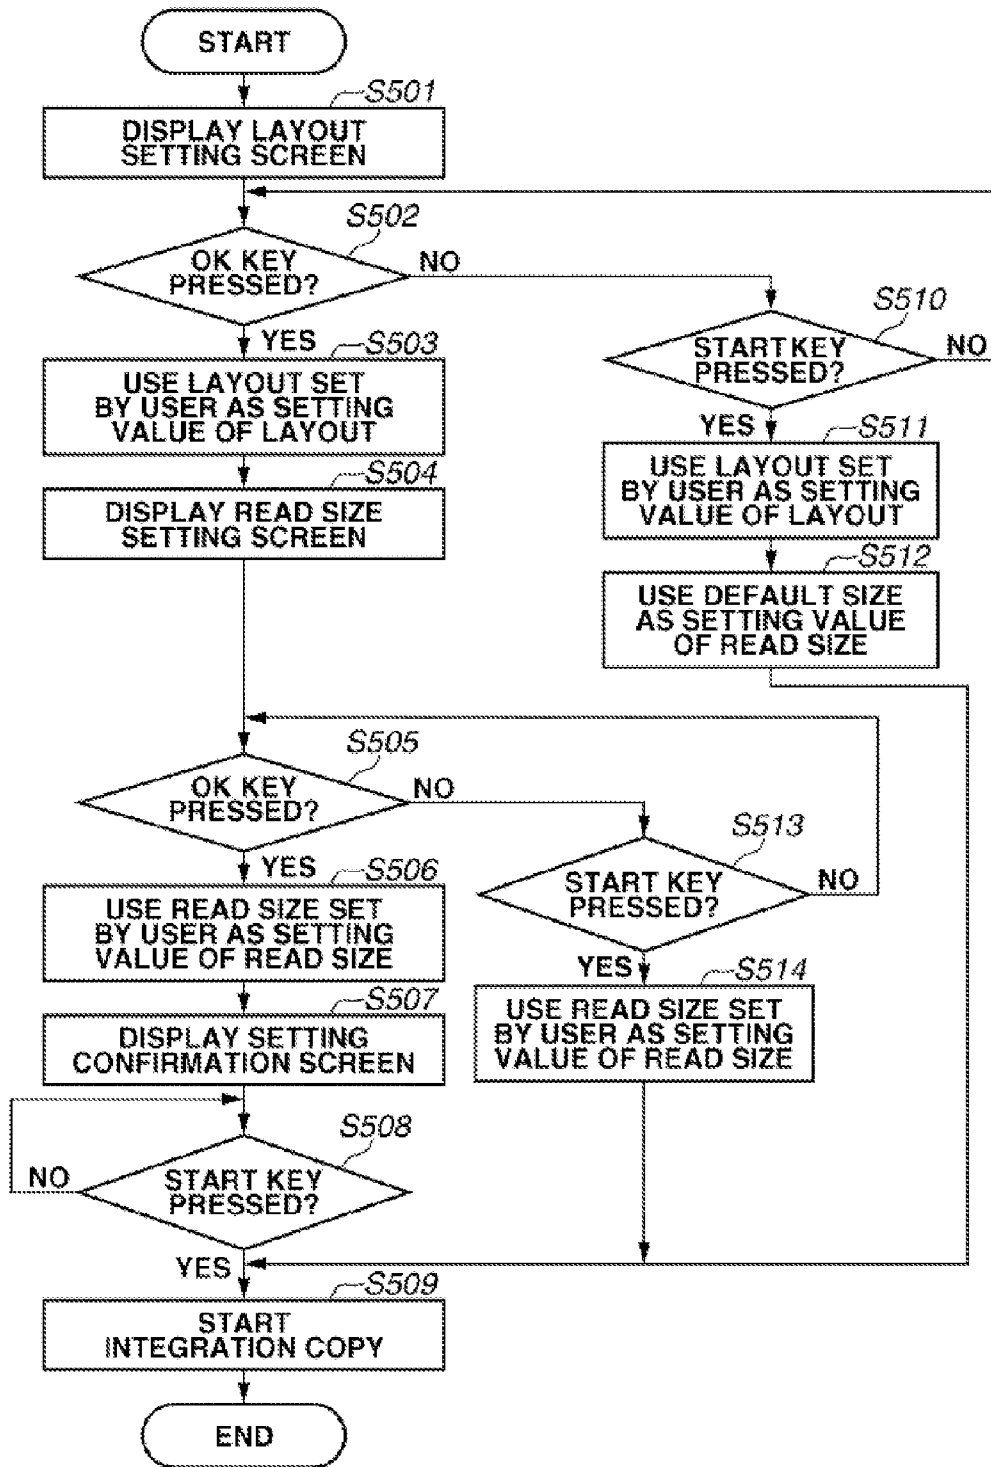 START
S501
DISPLAY LAYOUT
SETTING SCREEN
S502
OK KEY
PRESSED?
NO
YES
S510
START KEY
PRESSED?
NO
YES
S503
USE LAYOUT SET
BY USER AS SETTING
VALUE OF LAYOUT
S511
USE LAYOUT SET
BY USER AS SETTING
VALUE OF LAYOUT
S504
DISPLAY READ SIZE
SETTING SCREEN
S512
USE DEFAULT SIZE
AS SETTING VALUE
OF READ SIZE
S505
OK KEY
PRESSED?
NO
YES
S513
START KEY
PRESSED?
NO
YES
S506
USE READ SIZE SET
BY USER AS SETTING
VALUE OF READ SIZE
S514
USE READ SIZE SET
BY USER AS SETTING
VALUE OF READ SIZE
S507
DISPLAY SETTING
CONFIRMATION SCREEN
S508
START KEY
PRESSED?
NO
YES
S509
START
INTEGRATION COPY
END